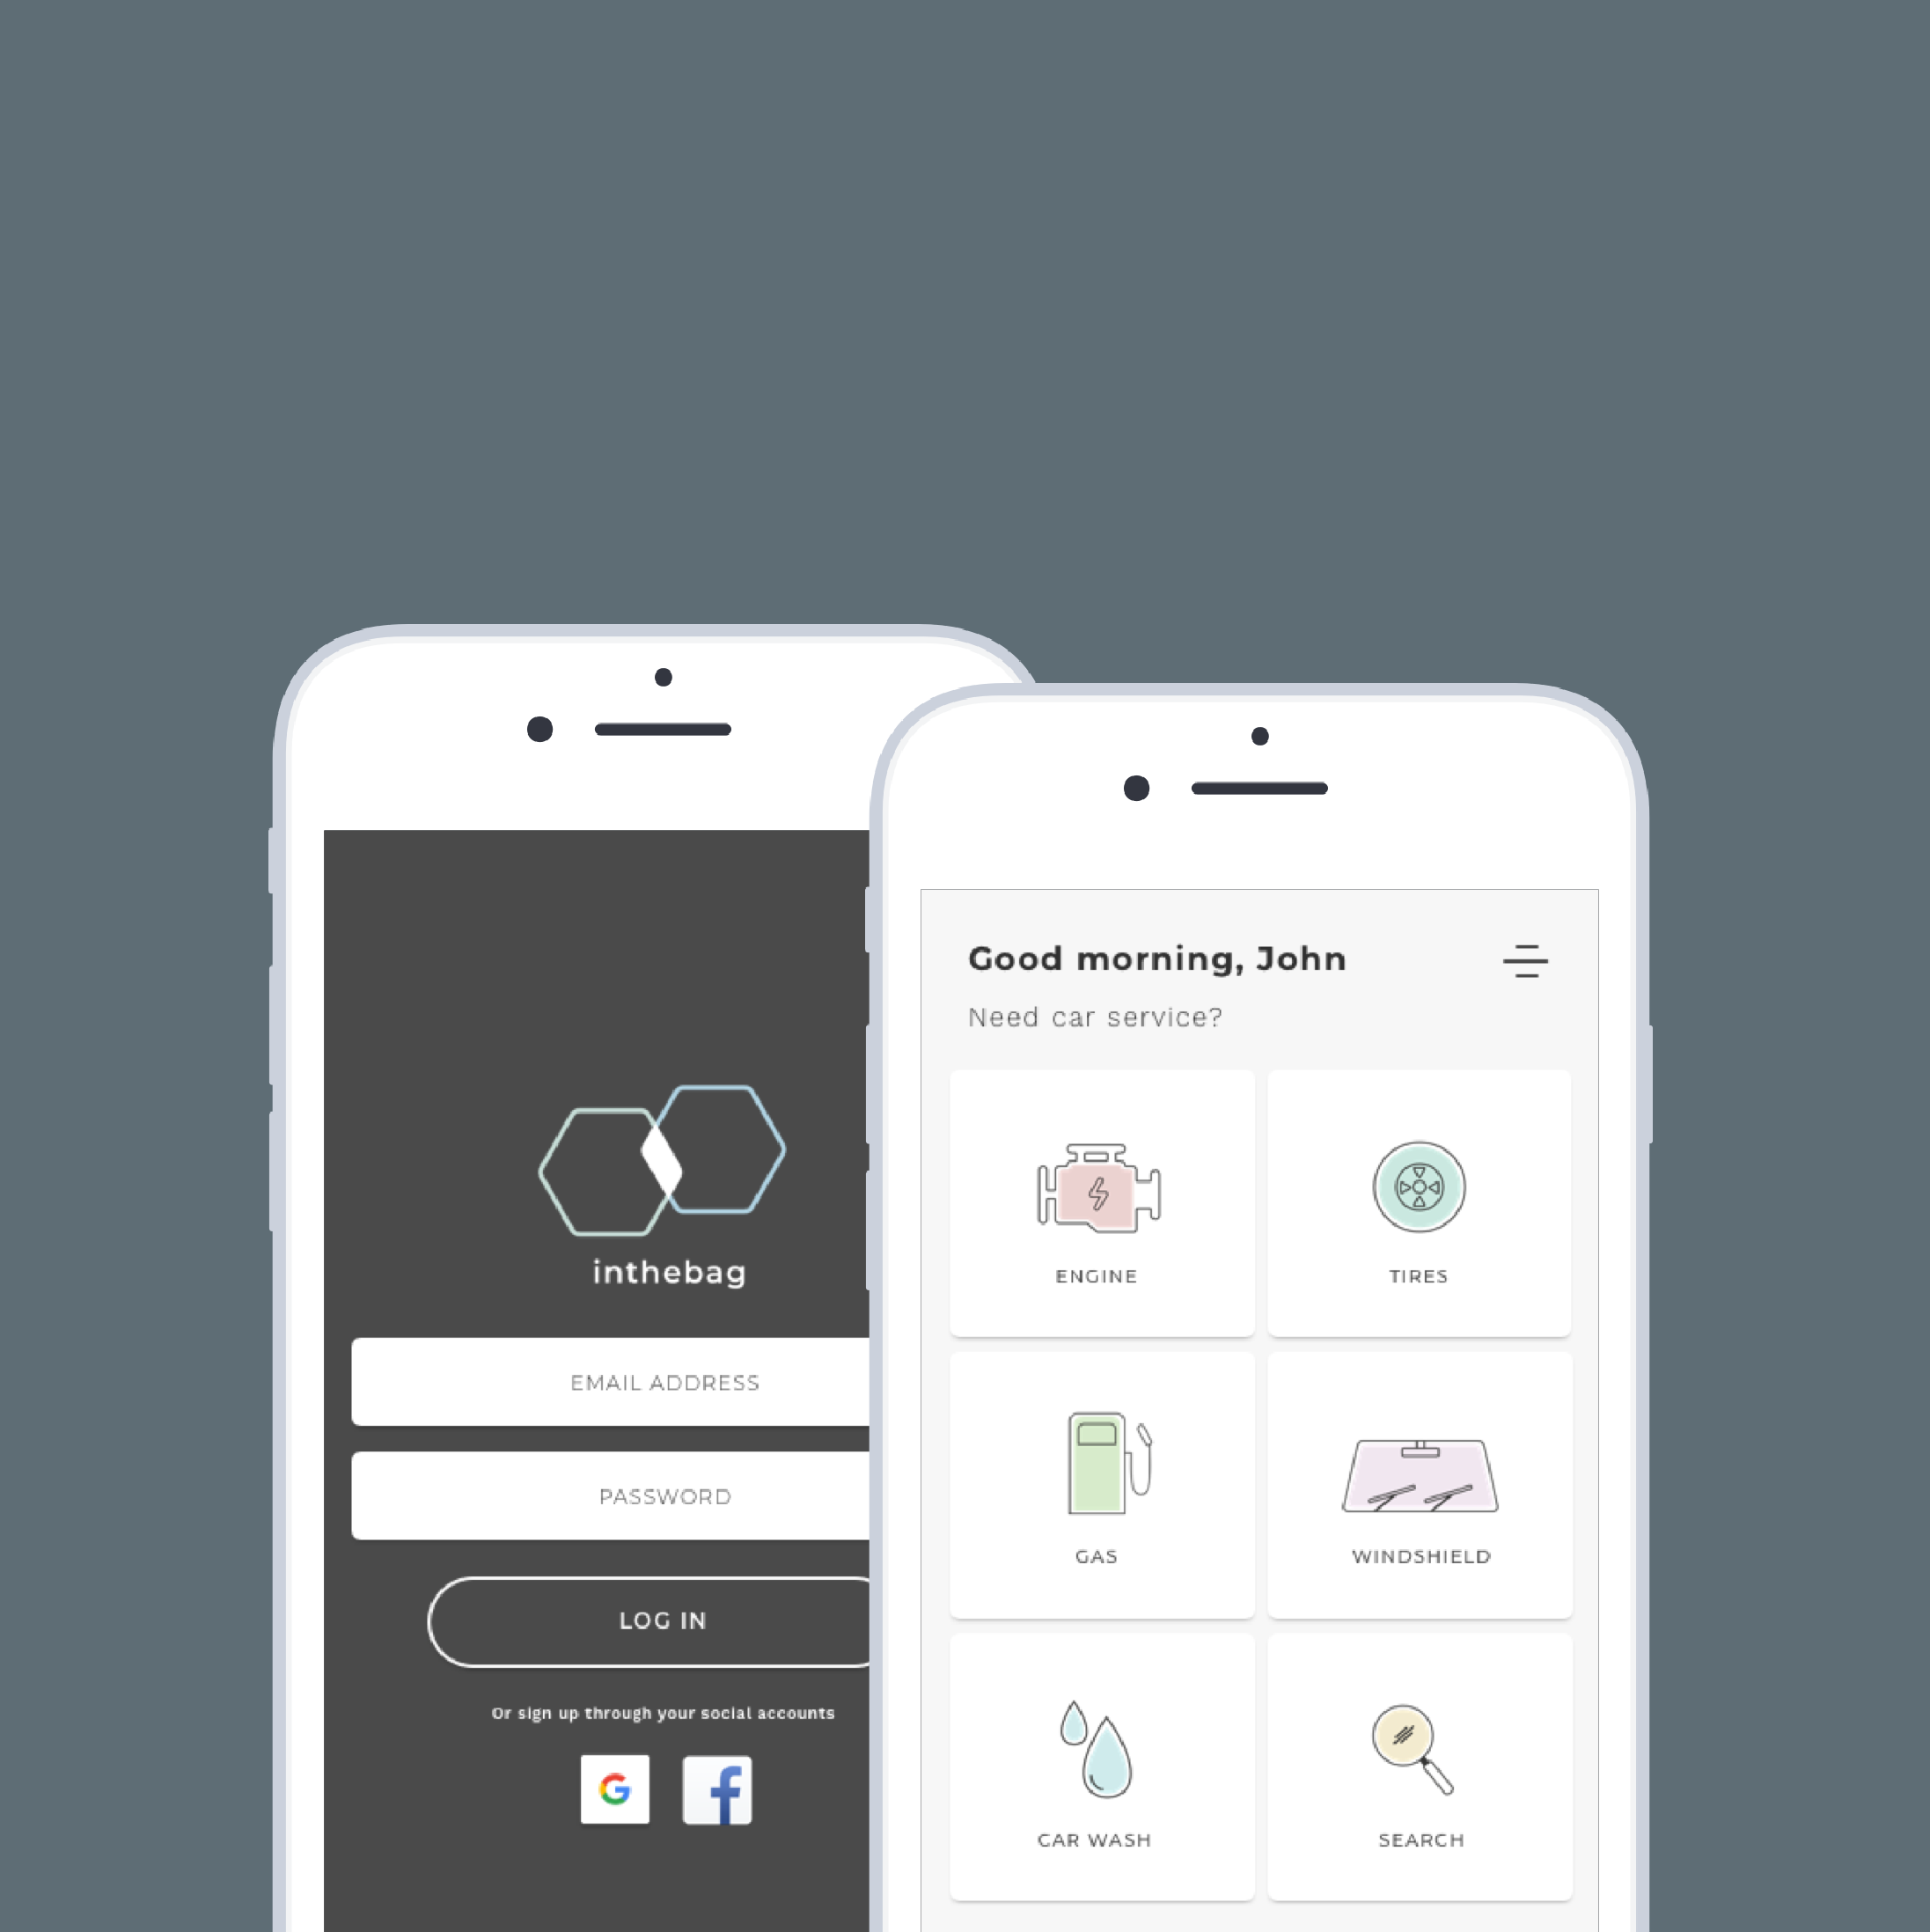 inthebag
EMAIL ADDRESS
PASSWORD
LOG IN
Or sign up through your social accounts
G
f
Good morning, John
Need car service?
ENGINE
TIRES
GAS
WINDSHIELD
CAR WASH
SEARCH